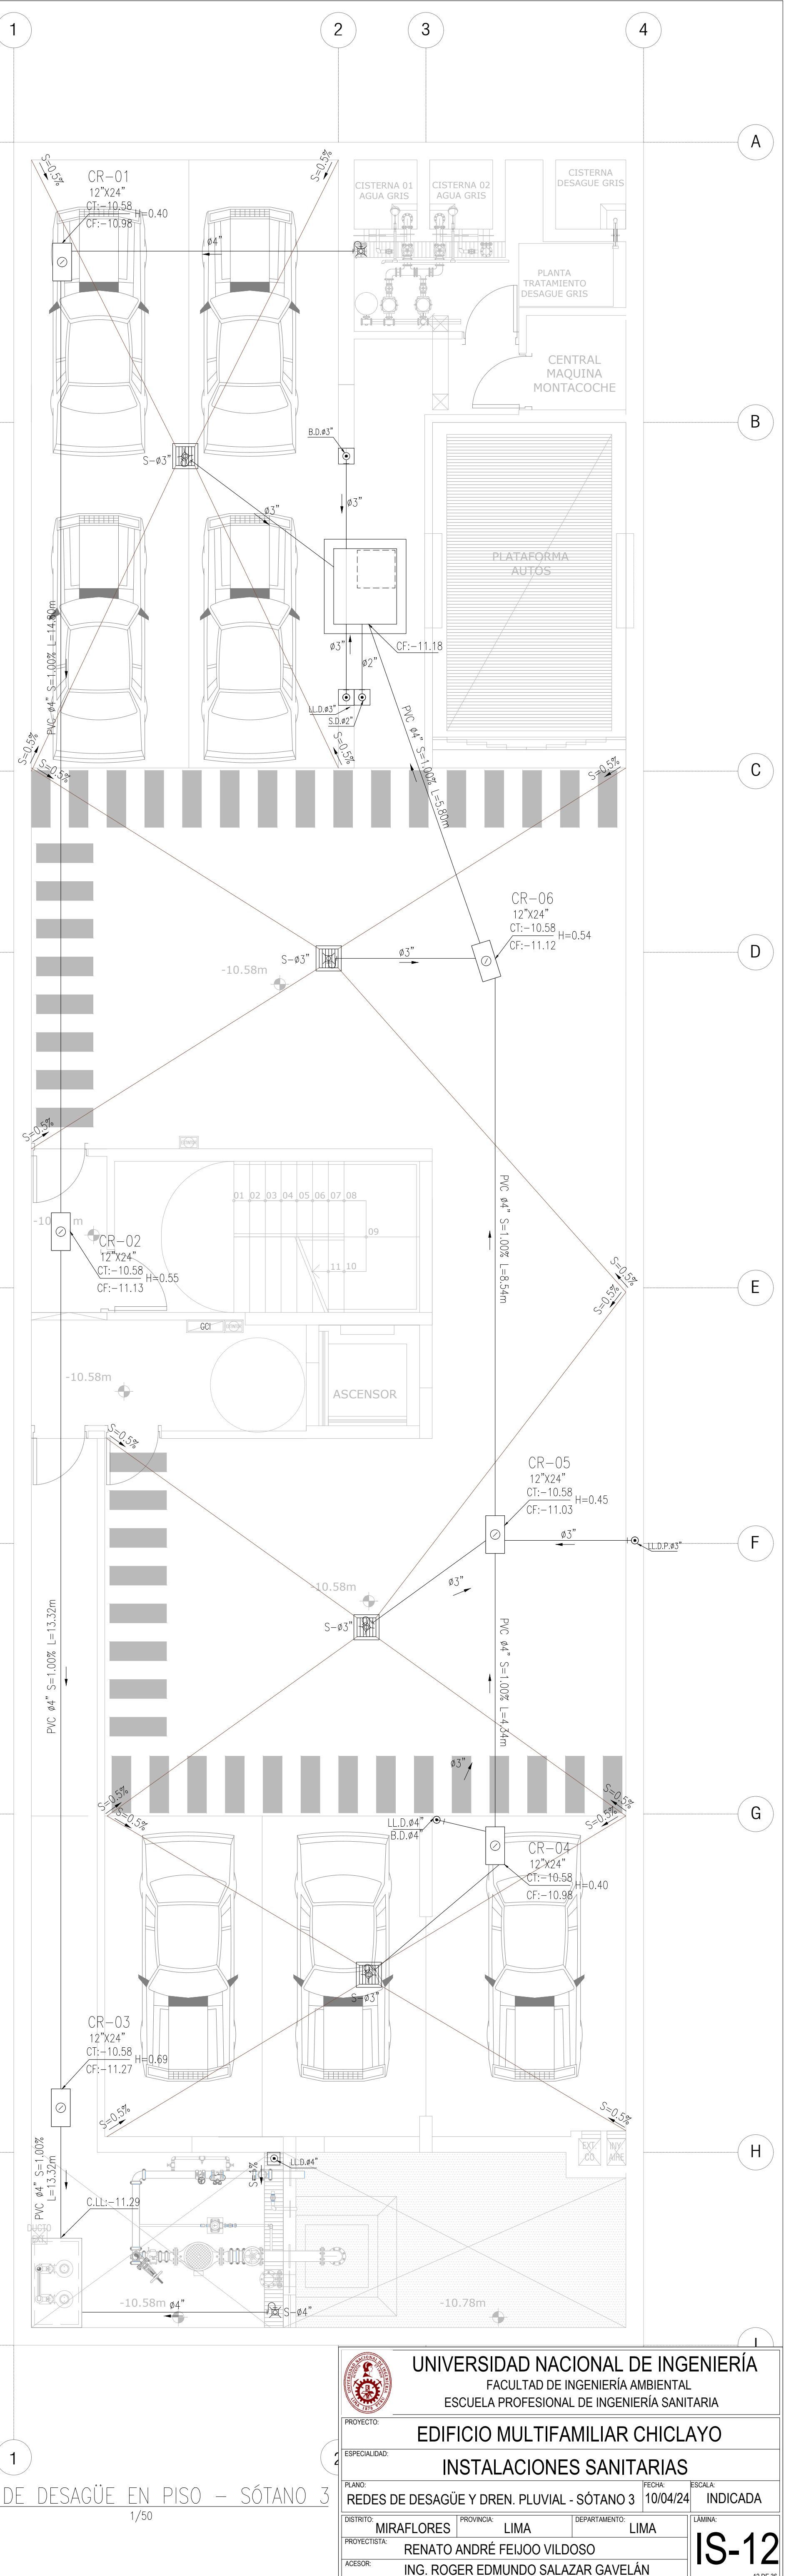 1
2
3
4
A
S=0.5%
CR-01
12"X24"
CT:-10.58
H=0.40
CF:-10.98
S=0.5%
CISTERNA 01
AGUA GRIS
CISTERNA 02
AGUA GRIS
CISTERNA
DESAGUE GRIS
ø4"
PLANTA
TRATAMIENTO
DESAGUE GRIS
CENTRAL
MAQUINA
MONTACOCHE
B
B.D.ø3"
S-ø3"
ø3"
ø3"
PLATAFORMA
AUTOS
PVC ø4" S=1.00% L=14.80m
ø3"
ø2"
CF:-11.18
LL.D.ø3"
S.D.ø2"
PVC ø4" S=1.00% L=5.80m
S=0.5%
S=0.5%
S=0.5%
S=0.5%
C
CR-06
12"X24"
CT:-10.58
H=0.54
CF:-11.12
S-ø3"
ø3"
D
-10.58m
S=0.5%
PVC ø4" S=1.00% L=8.54m
01 02 03 04 05 06 07 08
09
11 10
CR-02
12"X24"
CT:-10.58
H=0.55
CF:-11.13
S=0.5%
S=0.5%
E
GCI
-10.58m
ASCENSOR
S=0.5%
CR-05
12"X24"
CT:-10.58
H=0.45
CF:-11.03
ø3"
LL.D.P.ø3"
F
-10.58m
ø3"
S-ø3"
PVC ø4" S=1.00% L=13.32m
PVC ø4" S=1.00% L=4.34m
ø3"
S=0.5%
S=0.5%
S=0.5%
S=0.5%
G
LL.D.ø4"
B.D.ø4"
CR-04
12"X24"
CT:-10.58
H=0.40
CF:-10.98
S-ø3"
CR-03
12"X24"
CT:-10.58
H=0.69
CF:-11.27
S=0.5%
S=0.5%
H
EXT.
CO
INY.
AIRE
LL.D.ø4"
S=1%
PVC ø4" S=1.00%
L=13.32m
C.LL:-11.29
DUCTO
-10.58m
ø4"
S-ø4"
-10.78m
1
2
DE DESAGÜE EN PISO – SÓTANO 3
1/50
UNIVERSIDAD NACIONAL DE INGENIERÍA
FACULTAD DE INGENIERÍA AMBIENTAL
ESCUELA PROFESIONAL DE INGENIERÍA SANITARIA
PROYECTO:
EDIFICIO MULTIFAMILIAR CHICLAYO
ESPECIALIDAD:
INSTALACIONES SANITARIAS
PLANO:
REDES DE DESAGÜE Y DREN. PLUVIAL - SÓTANO 3
FECHA:
10/04/24
ESCALA:
INDICADA
DISTRITO:
MIRAFLORES
PROVINCIA:
LIMA
DEPARTAMENTO:
LIMA
LÁMINA:
IS-12
PROYECTISTA:
RENATO ANDRÉ FEIJOO VILDOSO
ACESOR:
ING. ROGER EDMUNDO SALAZAR GAVELÁN